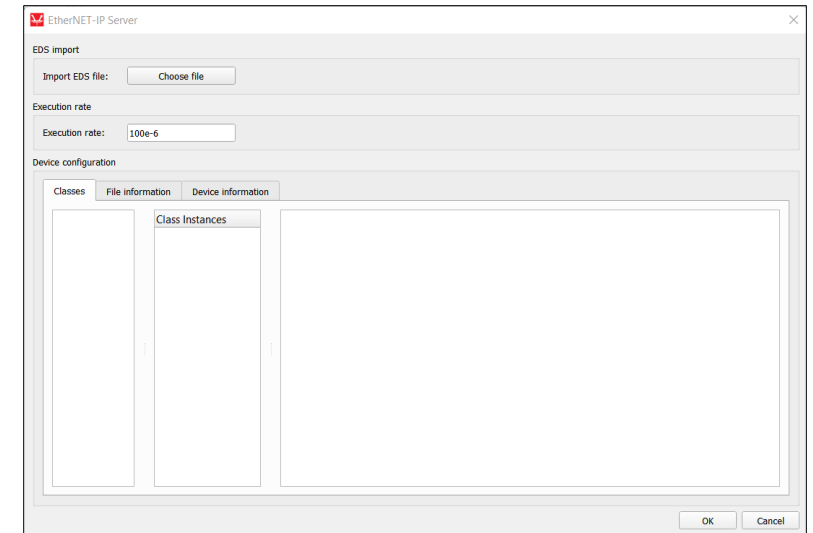 EtherNET-IP Server
EDS import
Import EDS file: Choose file
Execution rate
Execution rate: 100e-6
Device configuration
Classes File information Device information
Class Instances
OK Cancel